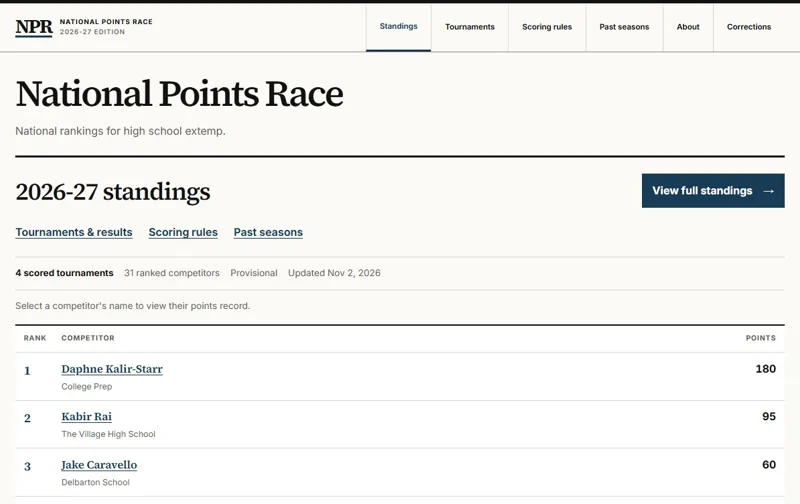 NPR
NATIONAL POINTS RACE
2026-27 EDITION
Standings
Tournaments
Scoring rules
Past seasons
About
Corrections
National Points Race
National rankings for high school extemp.
2026-27 standings
View full standings →
Tournaments & results
Scoring rules
Past seasons
4 scored tournaments 31 ranked competitors Provisional Updated Nov 2, 2026
Select a competitor's name to view their points record.
RANK COMPETITOR POINTS
1 Daphne Kalir-Starr 180
College Prep
2 Kabir Rai 95
The Village High School
3 Jake Caravello 60
Delbarton School